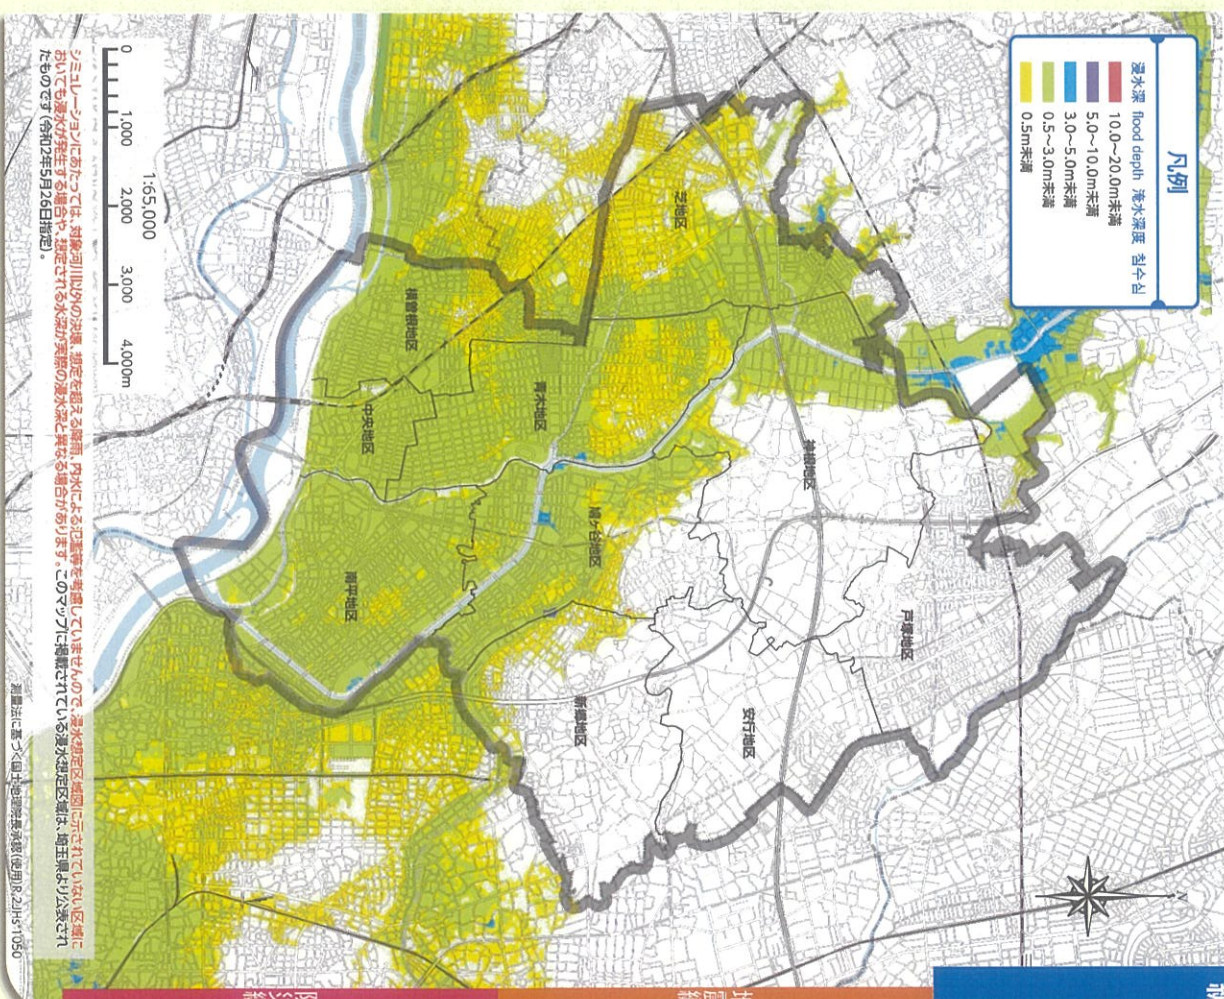 凡例
浸水深 flood depth 淹水深度 침수심
10.0~20.0m未満
5.0~10.0m未満
3.0~5.0m未満
0.5~3.0m未満
0.5m未満
N
芝地区
神根地区
戸塚地区
安行地区
新郷地区
鳩ヶ谷地区
青木地区
横曽根地区
中央地区
南平地区
1:65,000
0 1,000 2,000 3,000 4,000m
シミュレーションにあたっては、対象河川以外の決壊、想定を超える降雨、内水による氾濫等を考慮していませんので、浸水想定区域図に示されていない区域に
おいても浸水が発生する場合や、想定される水深が実際の浸水深と異なる場合があります。このマップに掲載されている浸水想定区域は、埼玉県より公表され
たものです(令和2年5月26日指定)。
測量法に基づく国土地理院長承認(使用)R 2JHs 1050